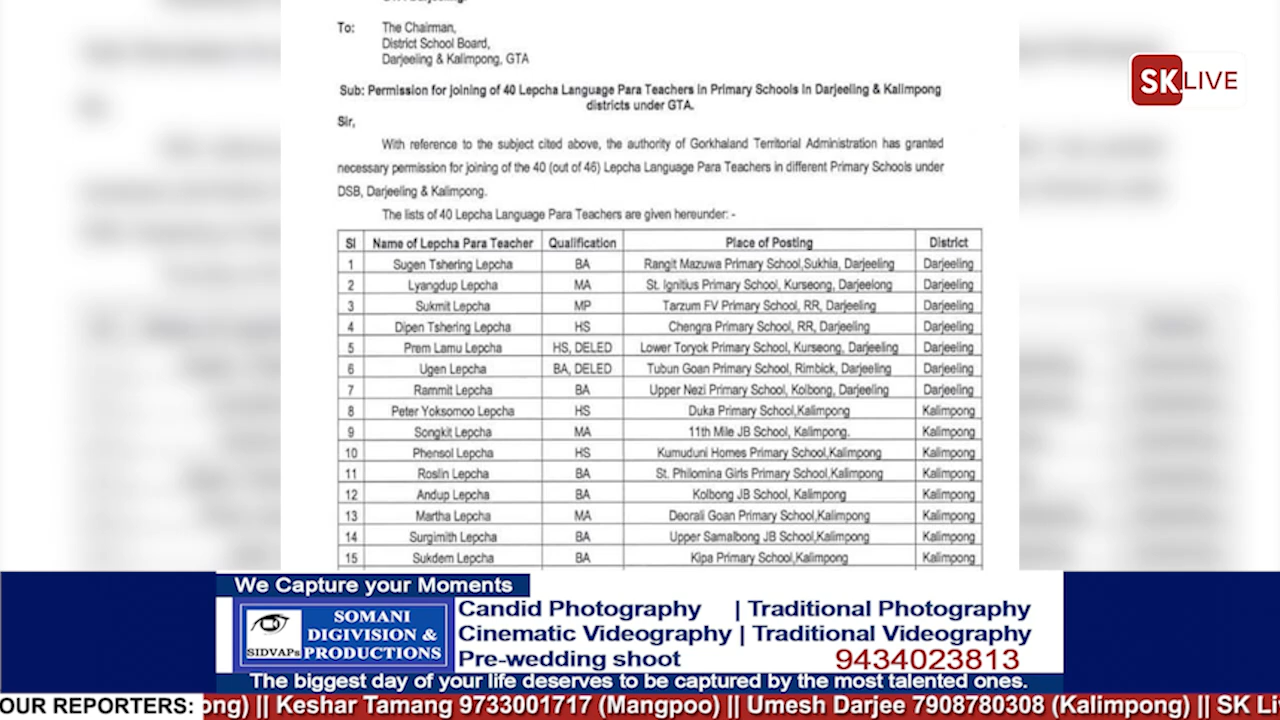 To: The Chairman,
District School Board,
Darjeeling & Kalimpong, GTA
SK LIVE
Sub: Permission for joining of 40 Lepcha Language Para Teachers in Primary Schools in Darjeeling & Kalimpong
districts under GTA.
Sir,
With reference to the subject cited above, the authority of Gorkhaland Territorial Administration has granted
necessary permission for joining of the 40 (out of 46) Lepcha Language Para Teachers in different Primary Schools under
DSB, Darjeeling & Kalimpong.
The lists of 40 Lepcha Language Para Teachers are given hereunder: -
Sl Name of Lepcha Para Teacher Qualification Place of Posting District
1 Sugen Tshering Lepcha BA Rangit Mazuwa Primary School,Sukhia, Darjeeling Darjeeling
2 Lyangdup Lepcha MA St. Ignitius Primary School, Kurseong, Darjeelong Darjeeling
3 Sukmit Lepcha MP Tarzum FV Primary School, RR, Darjeeling Darjeeling
4 Dipen Tshering Lepcha HS Chengra Primary School, RR, Darjeeling Darjeeling
5 Prem Lamu Lepcha HS, DELED Lower Toryok Primary School, Kurseong, Darjeeling Darjeeling
6 Ugen Lepcha BA, DELED Tubun Goan Primary School, Rimbick, Darjeeling Darjeeling
7 Rammit Lepcha BA Upper Nezi Primary School, Kolbong, Darjeeling Darjeeling
8 Peter Yoksomoo Lepcha HS Duka Primary School,Kalimpong Kalimpong
9 Songkit Lepcha MA 11th Mile JB School, Kalimpong. Kalimpong
10 Phensol Lepcha HS Kumuduni Homes Primary School,Kalimpong Kalimpong
11 Roslin Lepcha BA St. Philomina Girls Primary School,Kalimpong Kalimpong
12 Andup Lepcha BA Kolbong JB School, Kalimpong Kalimpong
13 Martha Lepcha MA Deorali Goan Primary School,Kalimpong Kalimpong
14 Surgimith Lepcha BA Upper Samalbong JB School,Kalimpong Kalimpong
15 Sukdem Lepcha BA Kipa Primary School,Kalimpong Kalimpong
We Capture your Moments
SIDVAPs
SOMANI
DIGIVISION &
PRODUCTIONS
Candid Photography | Traditional Photography
Cinematic Videography | Traditional Videography
Pre-wedding shoot 9434023813
The biggest day of your life deserves to be captured by the most talented ones.
OUR REPORTERS: ong) || Keshar Tamang 9733001717 (Mangpoo) || Umesh Darjee 7908780308 (Kalimpong) || SK Li